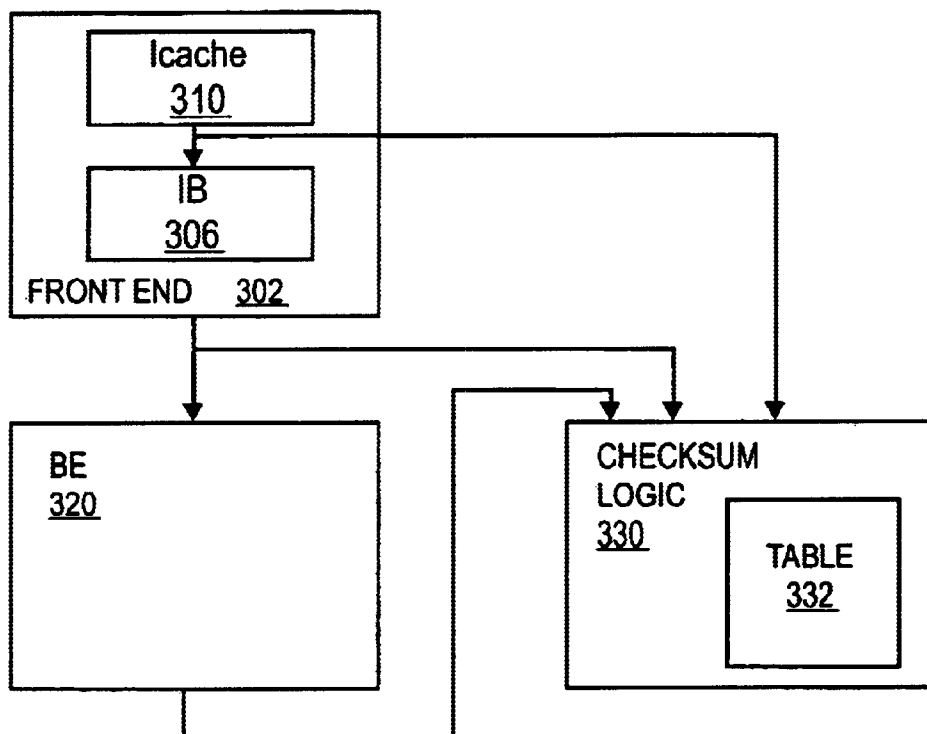 Icache
310
IB
306
FRONT END 302
BE
320
CHECKSUM
LOGIC
330
TABLE
332